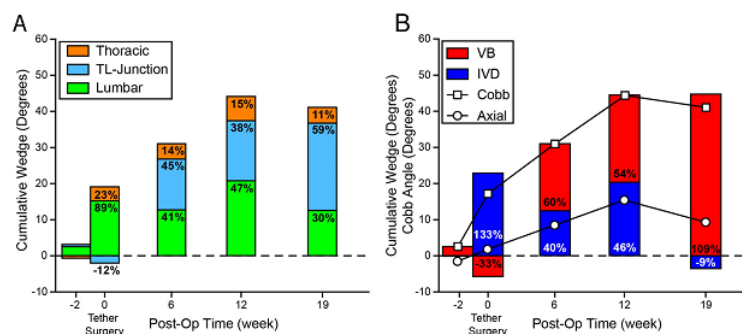 A
Thoracic
TL-Junction
Lumbar
Cumulative Wedge (Degrees)
60
50
40
30
20
10
0
-10
23%
89%
-12%
14%
45%
41%
15%
38%
47%
11%
59%
30%
-2
0
6
12
19
Tether
Surgery
Post-Op Time (week)
B
VB
IVD
Cobb
Axial
Cumulative Wedge (Degrees)
Cobb Angle (Degrees)
60
50
40
30
20
10
0
-10
133%
-33%
60%
40%
54%
46%
109%
-9%
-2
0
6
12
19
Tether
Surgery
Post-Op Time (week)